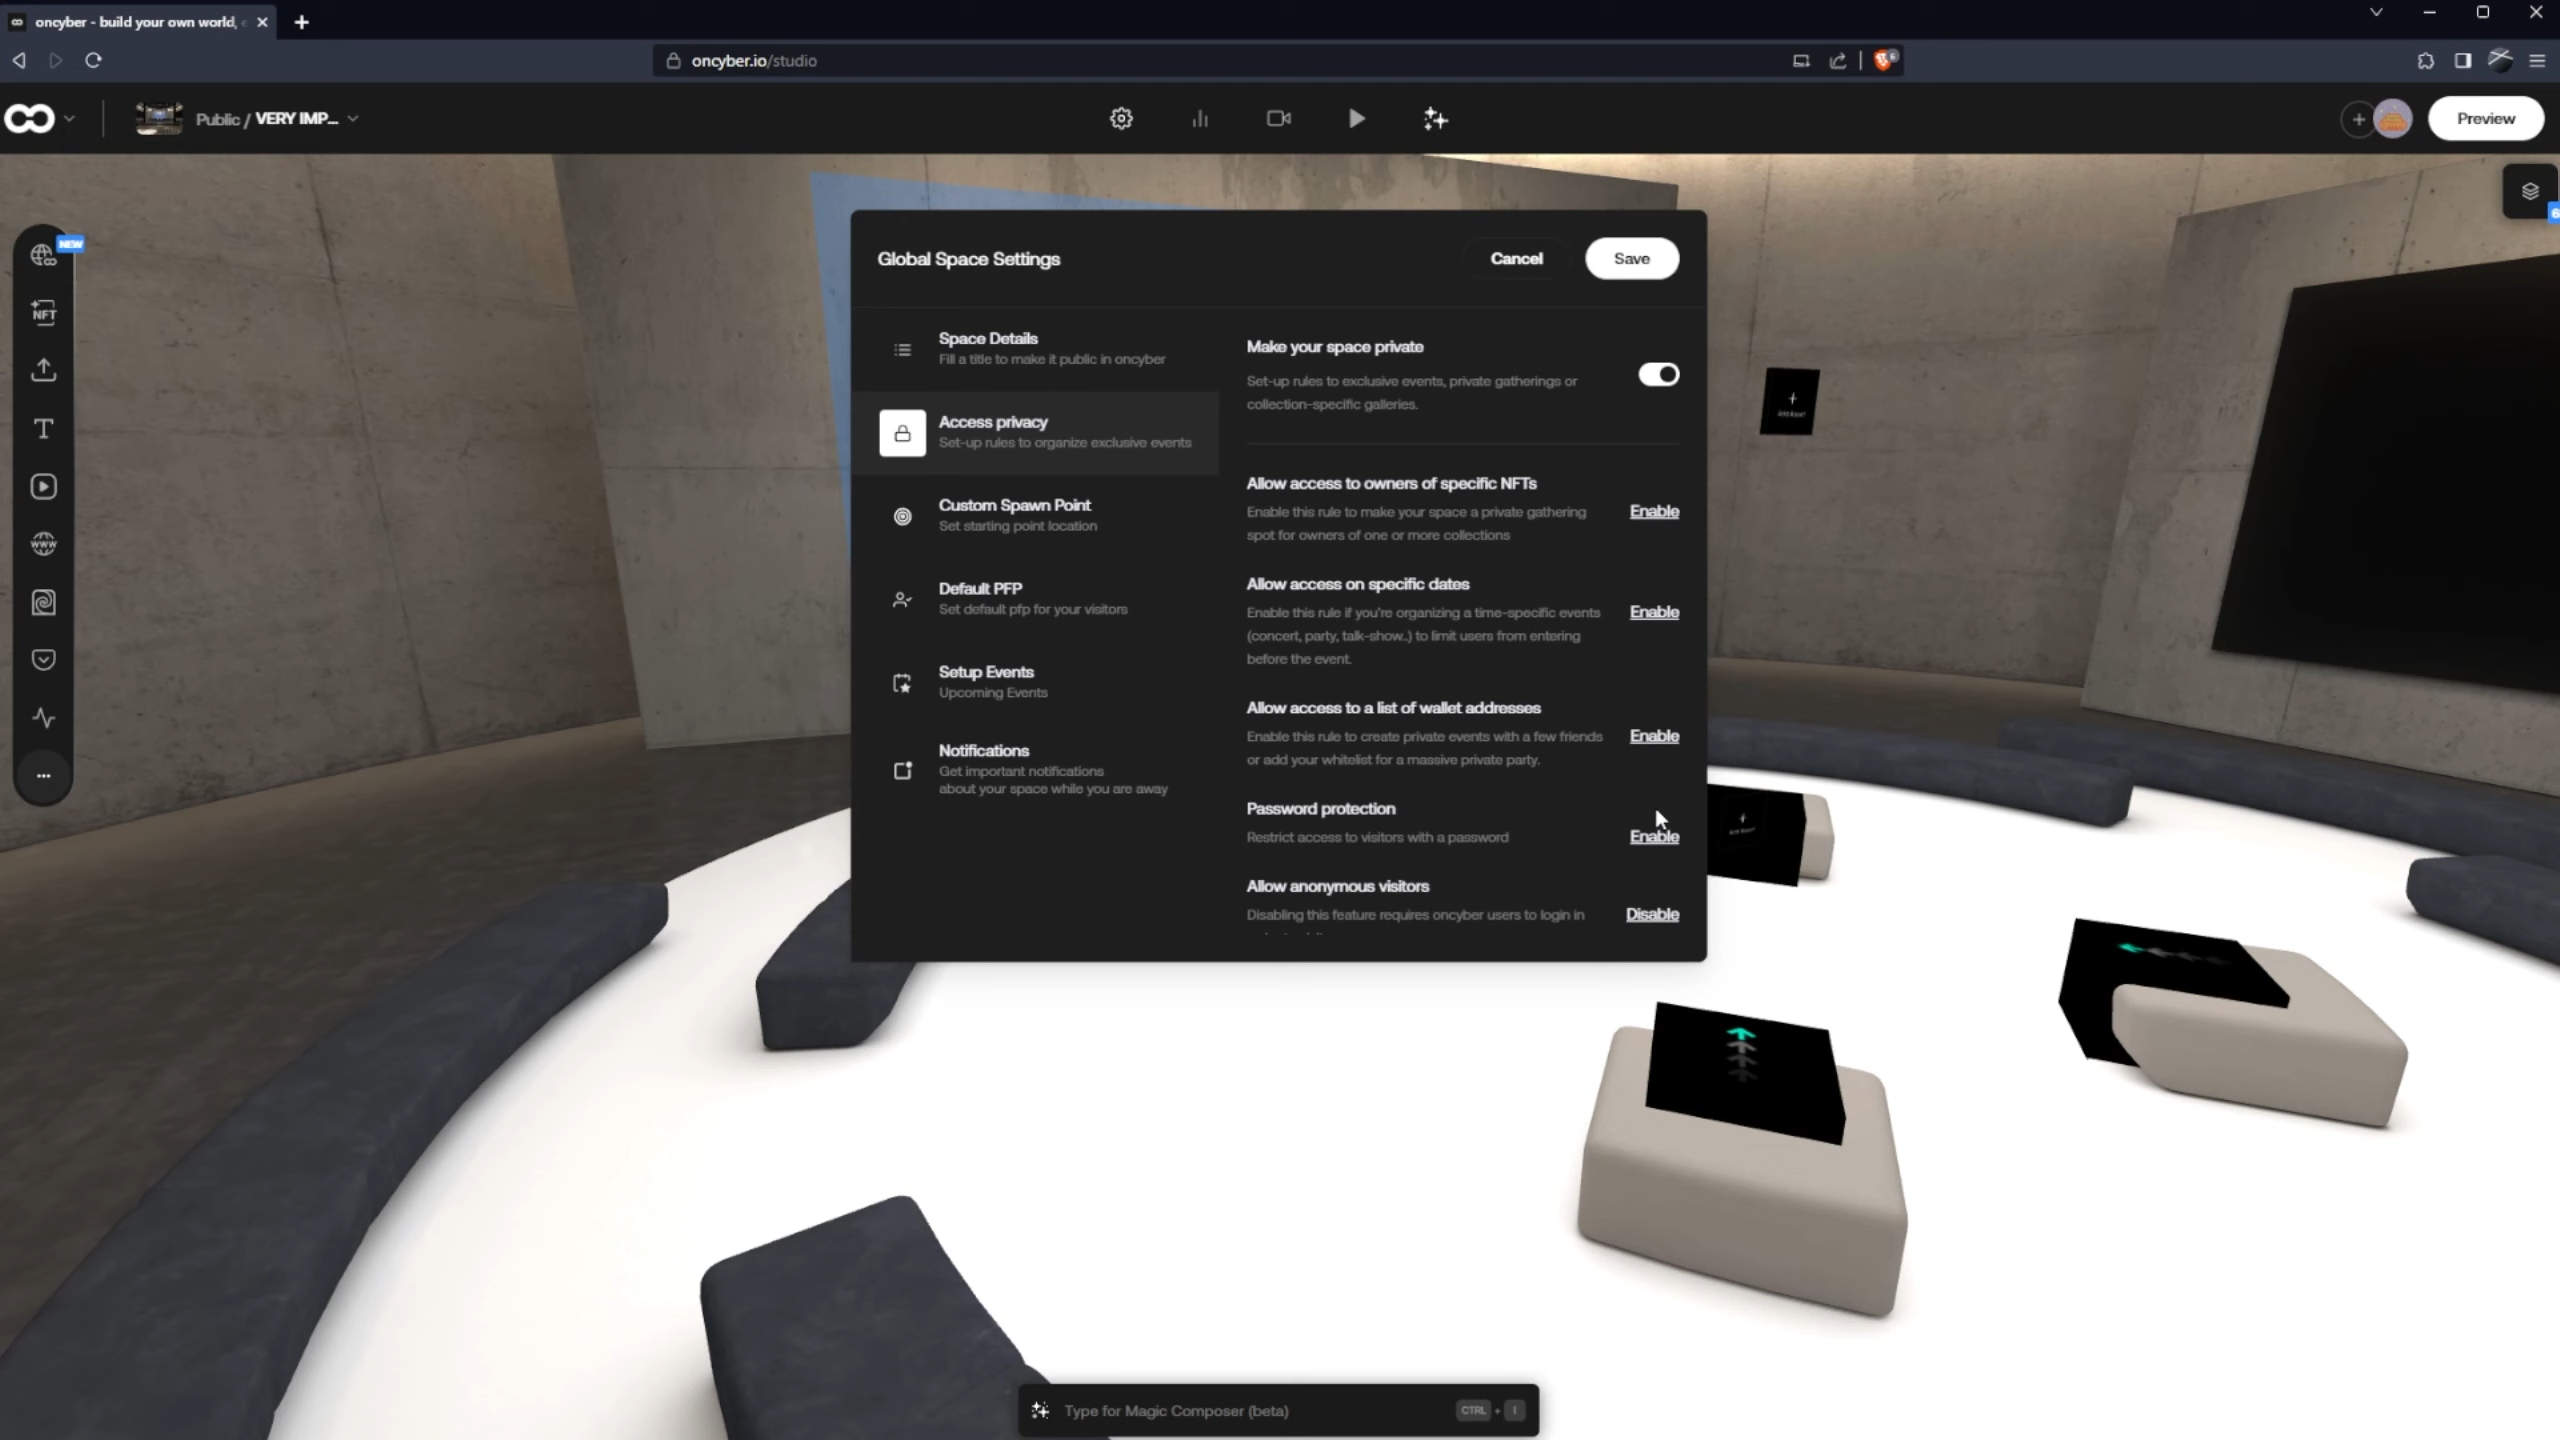 oncyber - build your own world,
oncyber.io/studio
Public / VERY IMP...
Preview
NEW
NFT
T
www
Global Space Settings
Cancel
Save
Space Details
Fill a title to make it public in oncyber
Access privacy
Set-up rules to organize exclusive events
Custom Spawn Point
Set starting point location
Default PFP
Set default pfp for your visitors
Setup Events
Upcoming Events
Notifications
Get important notifications
about your space while you are away
Make your space private
Set-up rules to exclusive events, private gatherings or
collection-specific galleries.
Allow access to owners of specific NFTs
Enable this rule to make your space a private gathering
spot for owners of one or more collections
Enable
Allow access on specific dates
Enable this rule if you're organizing a time-specific events
(concert, party, talk-show..) to limit users from entering
before the event.
Enable
Allow access to a list of wallet addresses
Enable this rule to create private events with a few friends
or add your whitelist for a massive private party.
Enable
Password protection
Restrict access to visitors with a password
Enable
Allow anonymous visitors
Disabling this feature requires oncyber users to login in
Disable
Add Asset
Type for Magic Composer (beta)
CTRL + I